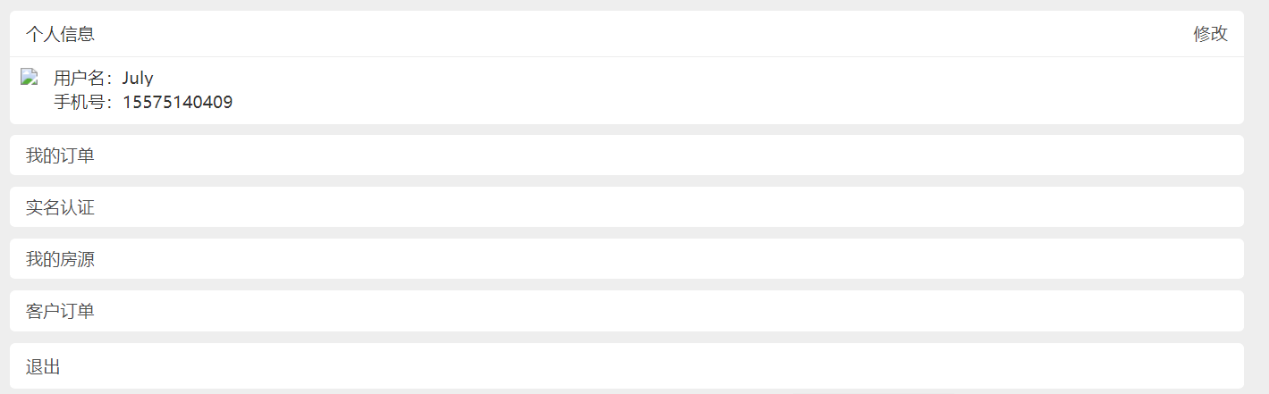 个人信息 修改
用户名：July
手机号：15575140409
我的订单
实名认证
我的房源
客户订单
退出